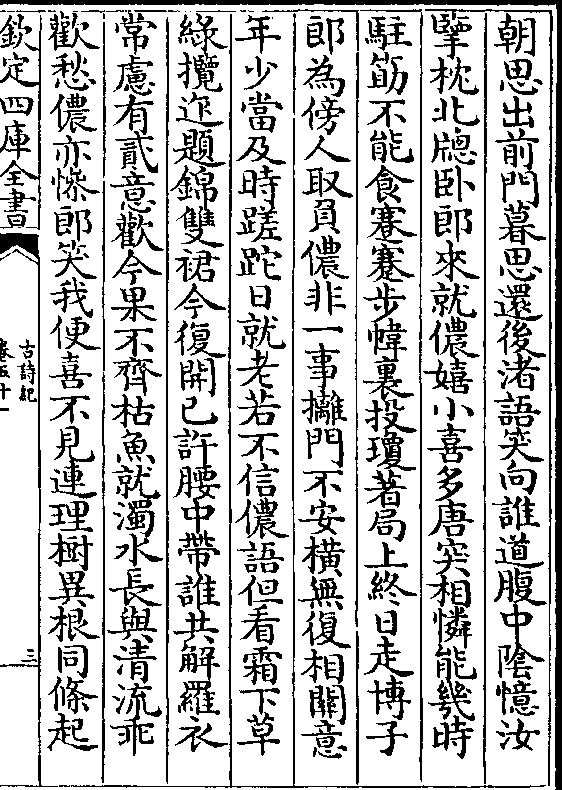 朝思出前門暮思還後渚語笑向誰道腹中陰憶汝
擥枕北牕卧郎來就儂嬉小喜多唐突相憐能幾時
駐筯不能食蹇蹇步幃裏投瓊著局上終日走博子
郎為傍人取負儂非一事攡門不安橫無復相關意
年少當及時蹉跎日就老若不信儂語但看霜下草
綠攬迮題錦雙裙今復開已許腰中帶誰共解羅衣
常慮有貳意歡今果不齊枯魚就濁水長與清流乖
歡愁儂亦慘郎笑我便喜不見連理樹異根同條起
欽定四庫全書
古詩紀
卷五十一
三